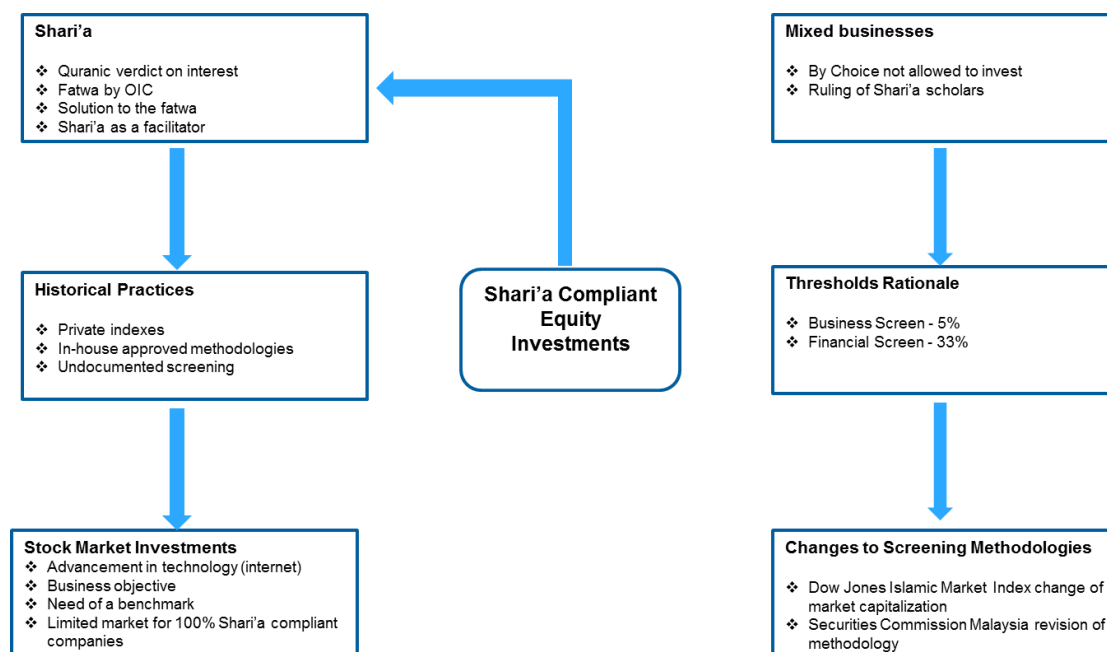 Shari'a
❖ Quranic verdict on interest
❖ Fatwa by OIC
❖ Solution to the fatwa
❖ Shari'a as a facilitator
Historical Practices
❖ Private indexes
❖ In-house approved methodologies
❖ Undocumented screening
Stock Market Investments
❖ Advancement in technology (internet)
❖ Business objective
❖ Need of a benchmark
❖ Limited market for 100% Shari'a compliant
companies
Shari'a Compliant
Equity
Investments
Mixed businesses
❖ By Choice not allowed to invest
❖ Ruling of Shari'a scholars
Thresholds Rationale
❖ Business Screen - 5%
❖ Financial Screen - 33%
Changes to Screening Methodologies
❖ Dow Jones Islamic Market Index change of
market capitalization
❖ Securities Commission Malaysia revision of
methodology